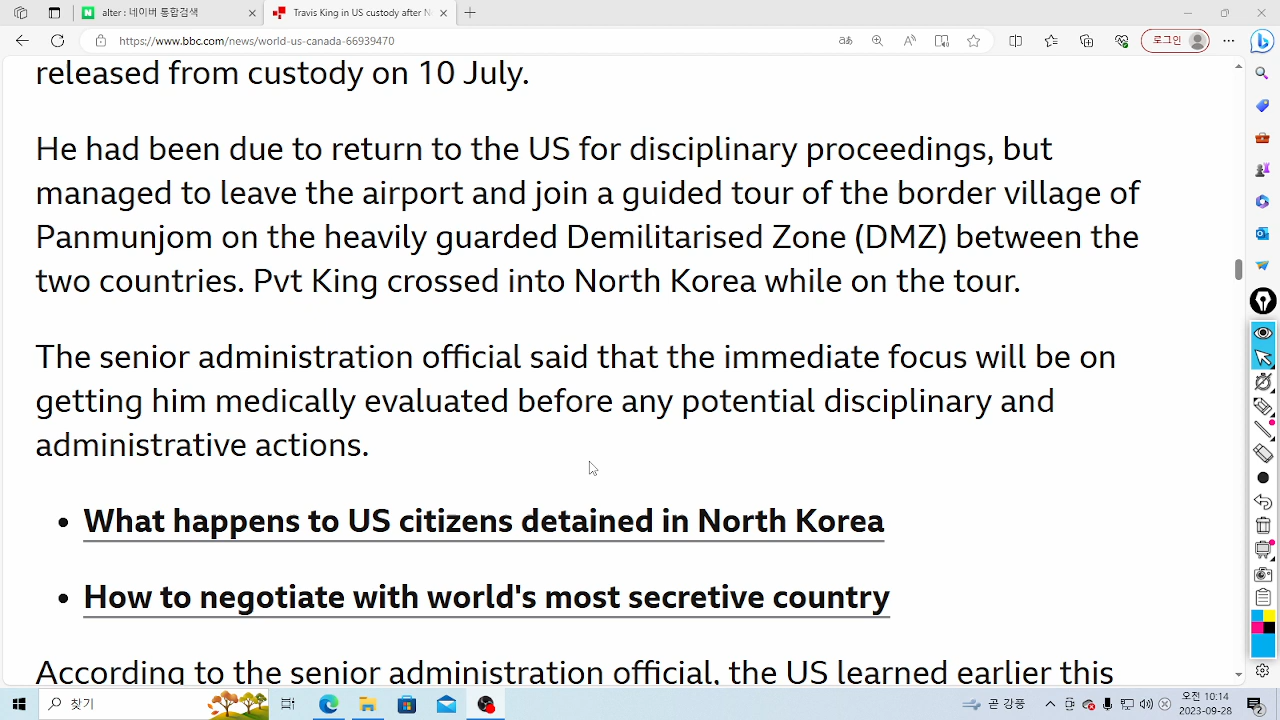 alter : 네이버 통합검색
Travis King in US custody after N
https://www.bbc.com/news/world-us-canada-66939470
로그인
released from custody on 10 July.
He had been due to return to the US for disciplinary proceedings, but
managed to leave the airport and join a guided tour of the border village of
Panmunjom on the heavily guarded Demilitarised Zone (DMZ) between the
two countries. Pvt King crossed into North Korea while on the tour.
The senior administration official said that the immediate focus will be on
getting him medically evaluated before any potential disciplinary and
administrative actions.
• What happens to US citizens detained in North Korea
• How to negotiate with world's most secretive country
According to the senior administration official, the US learned earlier this
찾기
곧 강풍
오전 10:14
2023-09-28
2